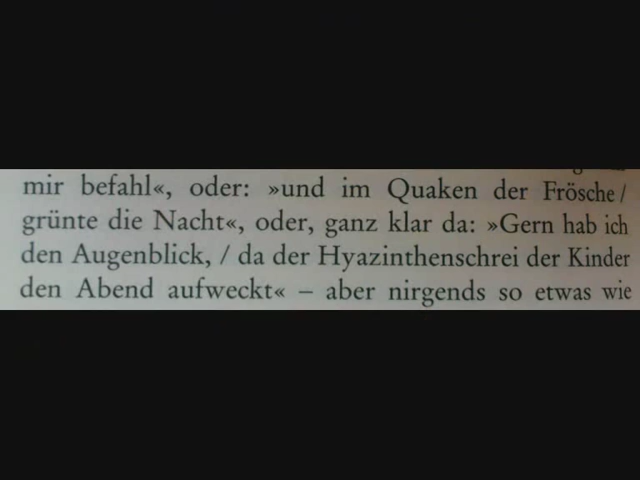 mir befahl«, oder: »und im Quaken der Frösche /
grünte die Nacht«, oder, ganz klar da: »Gern hab ich
den Augenblick, / da der Hyazinthenschrei der Kinder
den Abend aufweckt« – aber nirgends so etwas wie